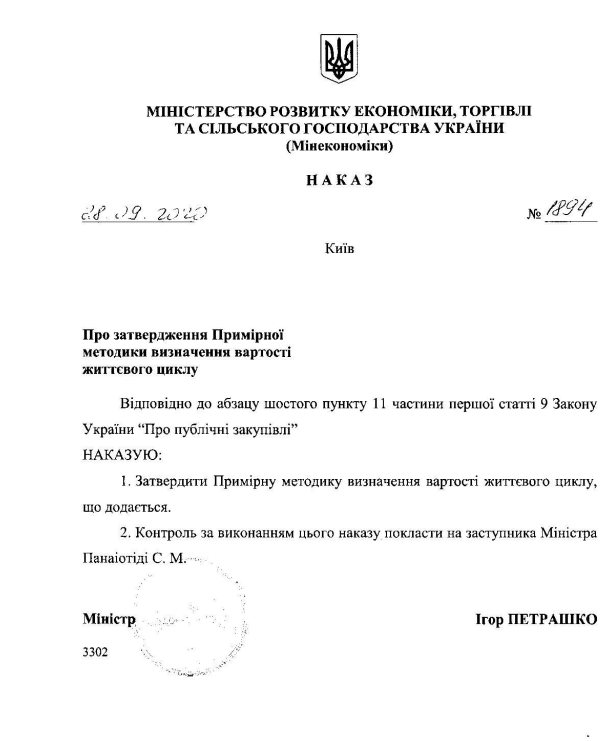 МІНІСТЕРСТВО РОЗВИТКУ ЕКОНОМІКИ, ТОРГІВЛІ
ТА СІЛЬСЬКОГО ГОСПОДАРСТВА УКРАЇНИ
(Мінекономіки)
НАКАЗ
28.09.2020 № 1894
Київ
Про затвердження Примірної
методики визначення вартості
життєвого циклу
Відповідно до абзацу шостого пункту 11 частини першої статті 9 Закону
України “Про публічні закупівлі”
НАКАЗУЮ:
1. Затвердити Примірну методику визначення вартості життєвого циклу,
що додається.
2. Контроль за виконанням цього наказу покласти на заступника Міністра
Панаіотіді С. М.
Міністр Ігор ПЕТРАШКО
3302